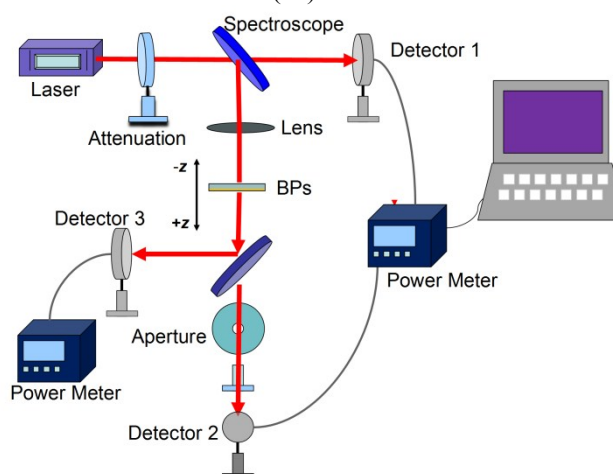 Spectroscope
Detector 1
Laser
Attenuation
Lens
-z
BPs
+z
Detector 3
Power Meter
Aperture
Power Meter
Detector 2